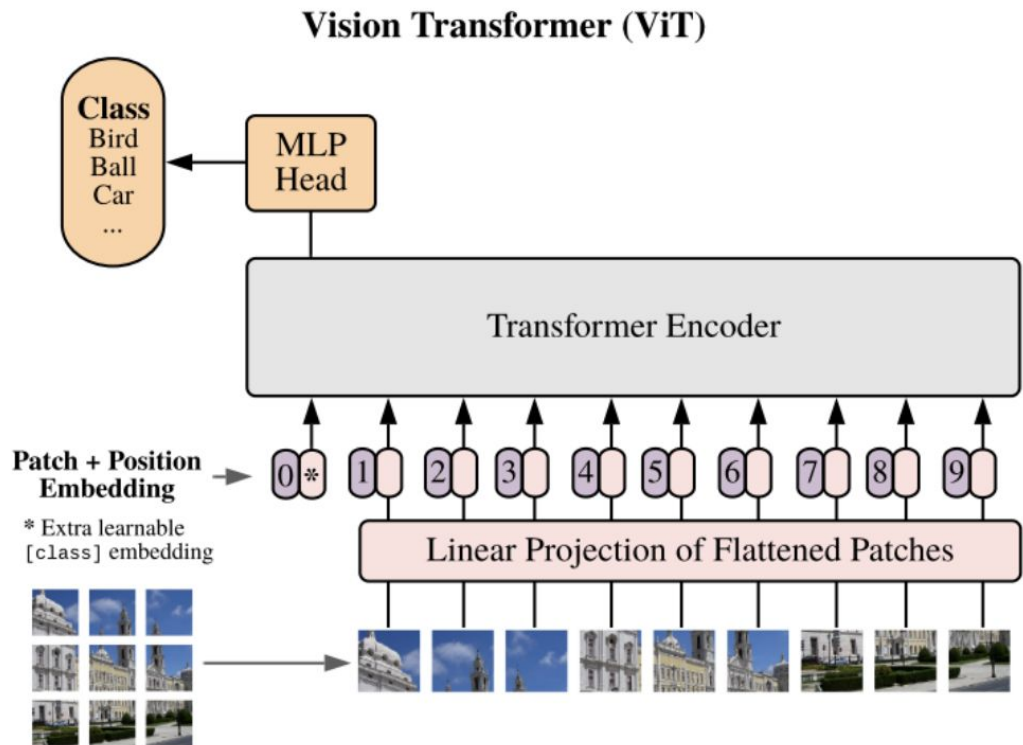 Vision Transformer (ViT)
Class
Bird
Ball
Car
...
MLP
Head
Transformer Encoder
Patch + Position
Embedding
0 * 1 2 3 4 5 6 7 8 9
* Extra learnable
[class] embedding
Linear Projection of Flattened Patches